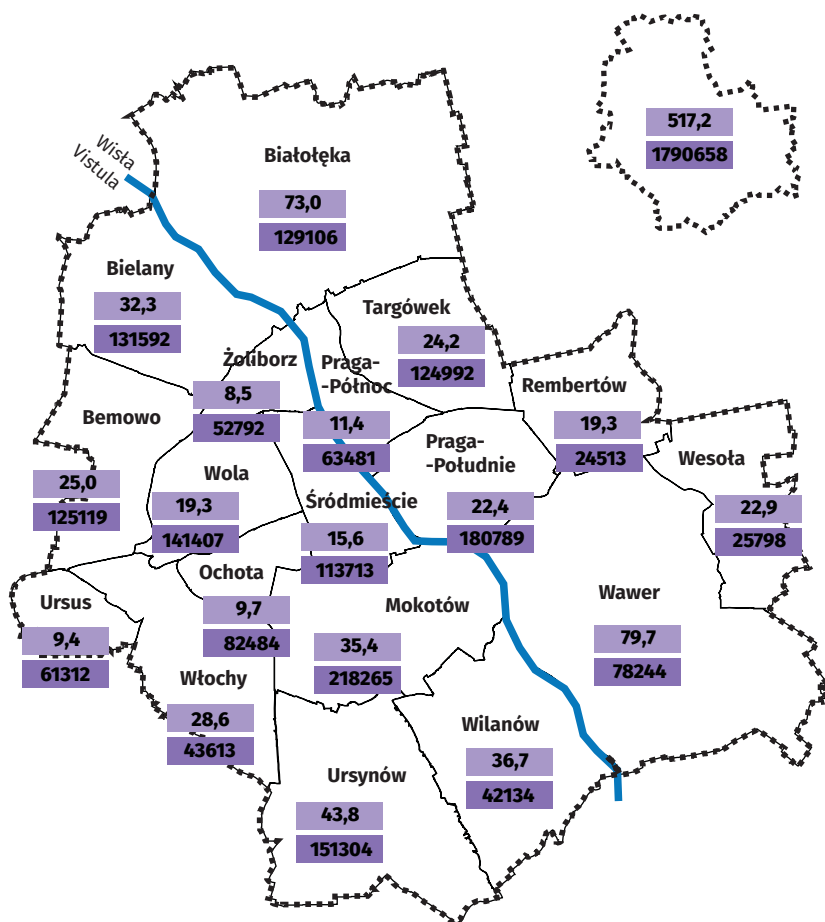 517,2
1790658
Wisła
Vistula
Białołęka
73,0
129106
Bielany
32,3
131592
Targówek
24,2
124992
Żoliborz
8,5
52792
Praga-
-Północ
11,4
63481
Rembertów
19,3
24513
Bemowo
25,0
125119
Wola
19,3
141407
Praga-
-Południe
22,4
180789
Wesoła
22,9
25798
Śródmieście
15,6
113713
Ochota
9,7
82484
Mokotów
35,4
218265
Ursus
9,4
61312
Wawer
79,7
78244
Włochy
28,6
43613
Wilanów
36,7
42134
Ursynów
43,8
151304